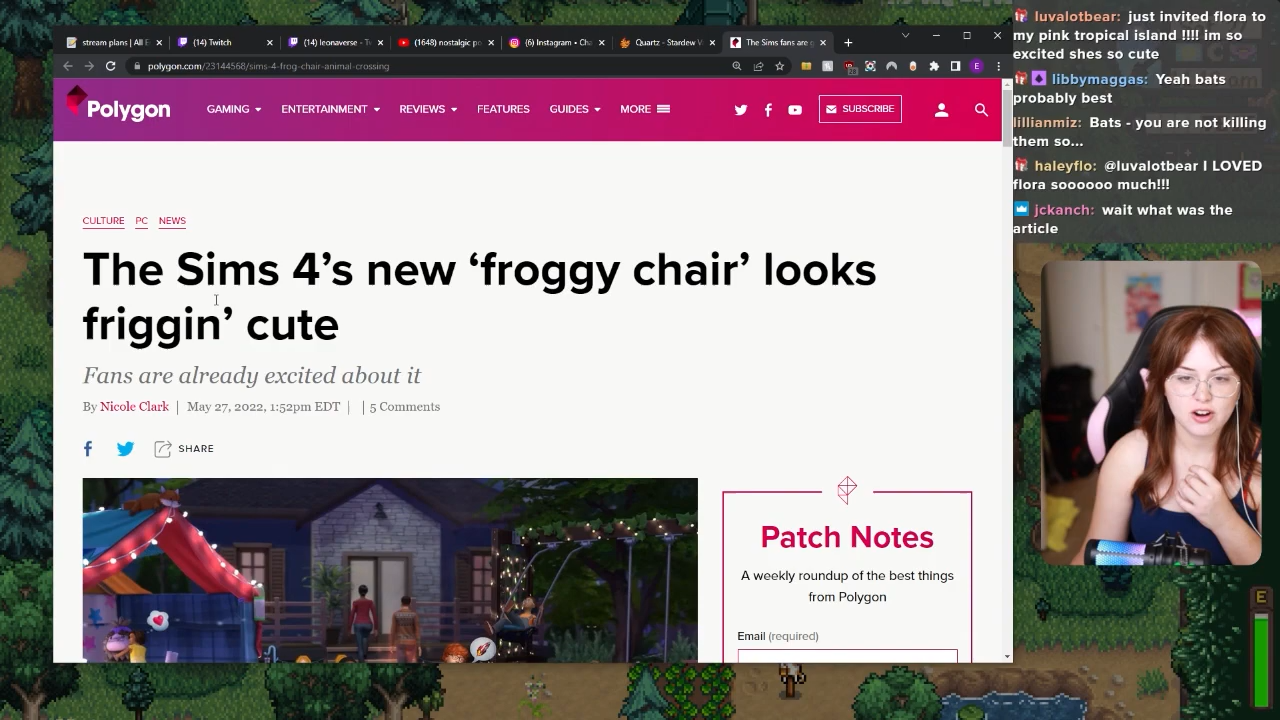 stream plans | All E
(14) Twitch
(14) leonaverse - Tw
(1648) nostalgic po
(6) Instagram • Cha
Quartz - Stardew V
The Sims fans are g
polygon.com/23144568/sims-4-frog-chair-animal-crossing
28
E
Polygon
GAMING
ENTERTAINMENT
REVIEWS
FEATURES
GUIDES
MORE
SUBSCRIBE
CULTURE PC NEWS
The Sims 4’s new ‘froggy chair’ looks
friggin’ cute
Fans are already excited about it
By Nicole Clark | May 27, 2022, 1:52pm EDT | | 5 Comments
SHARE
Patch Notes
A weekly roundup of the best things
from Polygon
Email (required)
luvalotbear: just invited flora to
my pink tropical island !!!! im so
excited shes so cute
libbymaggas: Yeah bats
probably best
lillianmiz: Bats - you are not killing
them so...
haleyflo: @luvalotbear I LOVED
flora soooooo much!!!
jckanch: wait what was the
article
E